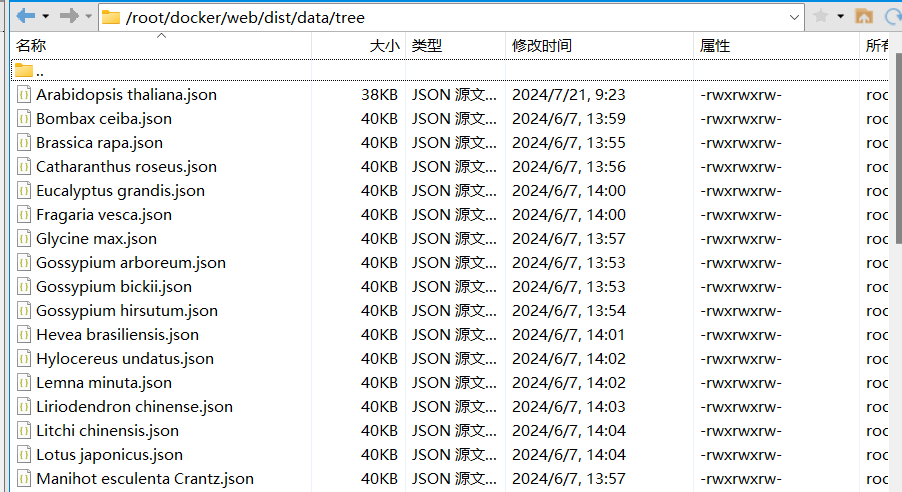 /root/docker/web/dist/data/tree
名称 大小 类型 修改时间 属性 所有
..
Arabidopsis thaliana.json 38KB JSON 源文... 2024/7/21, 9:23 -rwxrwxrw- roo
Bombax ceiba.json 40KB JSON 源文... 2024/6/7, 13:59 -rwxrwxrw- roo
Brassica rapa.json 40KB JSON 源文... 2024/6/7, 13:55 -rwxrwxrw- roo
Catharanthus roseus.json 40KB JSON 源文... 2024/6/7, 13:56 -rwxrwxrw- roo
Eucalyptus grandis.json 40KB JSON 源文... 2024/6/7, 14:00 -rwxrwxrw- roo
Fragaria vesca.json 40KB JSON 源文... 2024/6/7, 14:00 -rwxrwxrw- roo
Glycine max.json 40KB JSON 源文... 2024/6/7, 13:57 -rwxrwxrw- roo
Gossypium arboreum.json 40KB JSON 源文... 2024/6/7, 13:53 -rwxrwxrw- roo
Gossypium bickii.json 40KB JSON 源文... 2024/6/7, 13:53 -rwxrwxrw- roo
Gossypium hirsutum.json 40KB JSON 源文... 2024/6/7, 13:54 -rwxrwxrw- roo
Hevea brasiliensis.json 40KB JSON 源文... 2024/6/7, 14:01 -rwxrwxrw- roo
Hylocereus undatus.json 40KB JSON 源文... 2024/6/7, 14:02 -rwxrwxrw- roo
Lemna minuta.json 40KB JSON 源文... 2024/6/7, 14:02 -rwxrwxrw- roo
Liriodendron chinense.json 40KB JSON 源文... 2024/6/7, 14:03 -rwxrwxrw- roo
Litchi chinensis.json 40KB JSON 源文... 2024/6/7, 14:04 -rwxrwxrw- roo
Lotus japonicus.json 40KB JSON 源文... 2024/6/7, 14:04 -rwxrwxrw- roo
Manihot esculenta Crantz.json 40KB JSON 源文... 2024/6/7, 13:57 -rwxrwxrw- roo